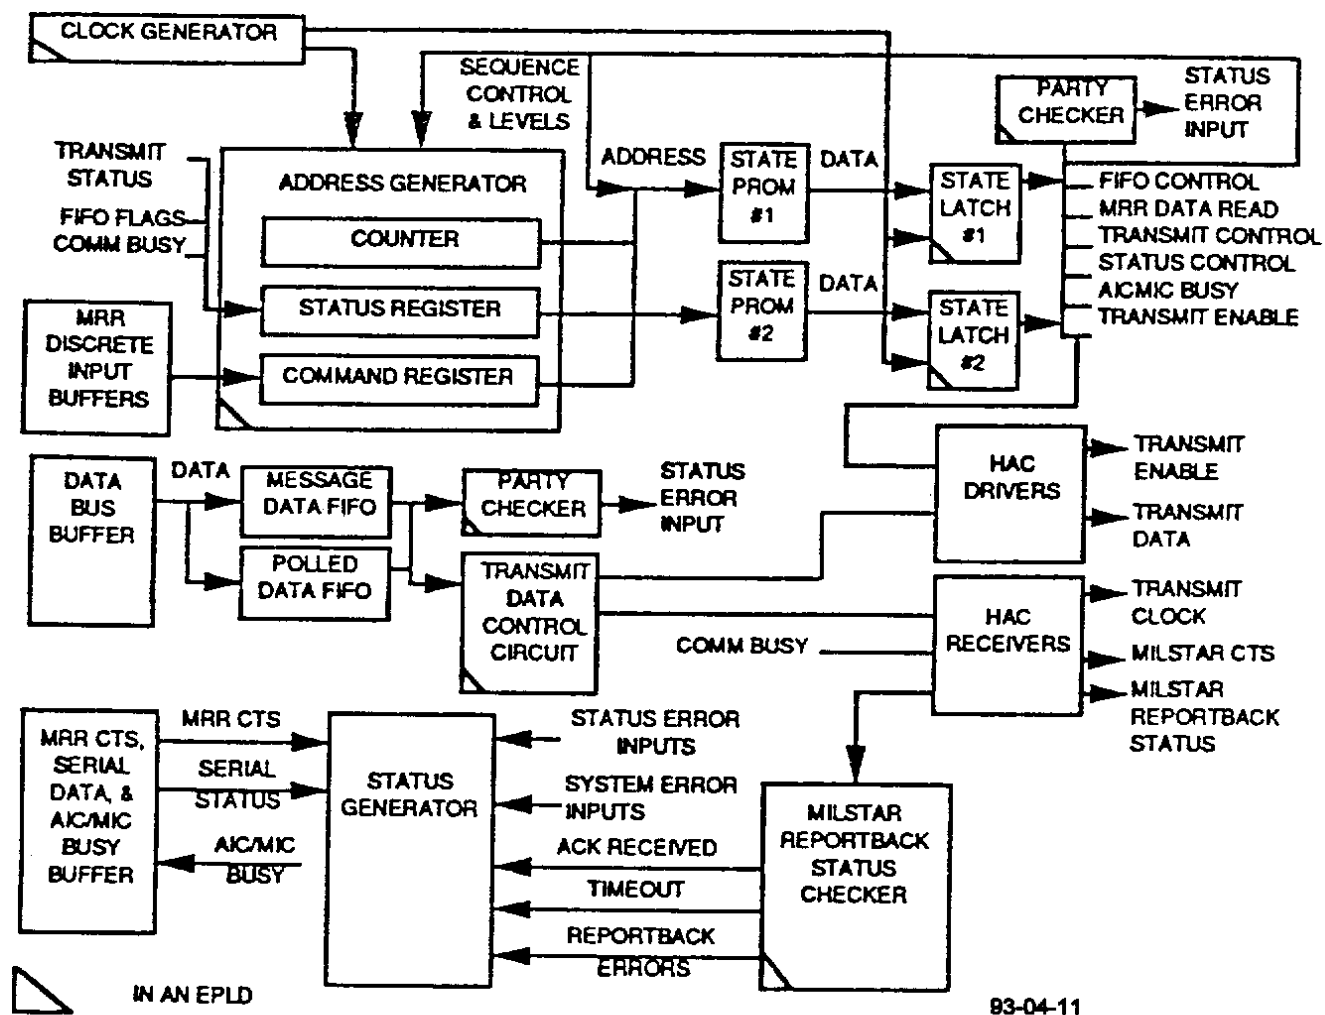 CLOCK GENERATOR
SEQUENCE
CONTROL
& LEVELS
PARTY
CHECKER
STATUS
ERROR
INPUT
TRANSMIT
STATUS
FIFO FLAGS
COMM BUSY
ADDRESS GENERATOR
COUNTER
STATUS REGISTER
COMMAND REGISTER
MRR
DISCRETE
INPUT
BUFFERS
ADDRESS
STATE
PROM
#1
DATA
STATE
LATCH
#1
STATE
PROM
#2
DATA
STATE
LATCH
#2
FIFO CONTROL
MRR DATA READ
TRANSMIT CONTROL
STATUS CONTROL
AICMIC BUSY
TRANSMIT ENABLE
DATA
BUS
BUFFER
DATA
MESSAGE
DATA FIFO
POLLED
DATA FIFO
PARTY
CHECKER
STATUS
ERROR
INPUT
TRANSMIT
DATA
CONTROL
CIRCUIT
HAC
DRIVERS
TRANSMIT
ENABLE
TRANSMIT
DATA
COMM BUSY
HAC
RECEIVERS
TRANSMIT
CLOCK
MILSTAR CTS
MILSTAR
REPORTBACK
STATUS
MRR CTS,
SERIAL
DATA, &
AIC/MIC
BUSY
BUFFER
MRR CTS
SERIAL
STATUS
AIC/MIC
BUSY
STATUS
GENERATOR
STATUS ERROR
INPUTS
SYSTEM ERROR
INPUTS
ACK RECEIVED
TIMEOUT
REPORTBACK
ERRORS
MILSTAR
REPORTBACK
STATUS
CHECKER
IN AN EPLD
93-04-11